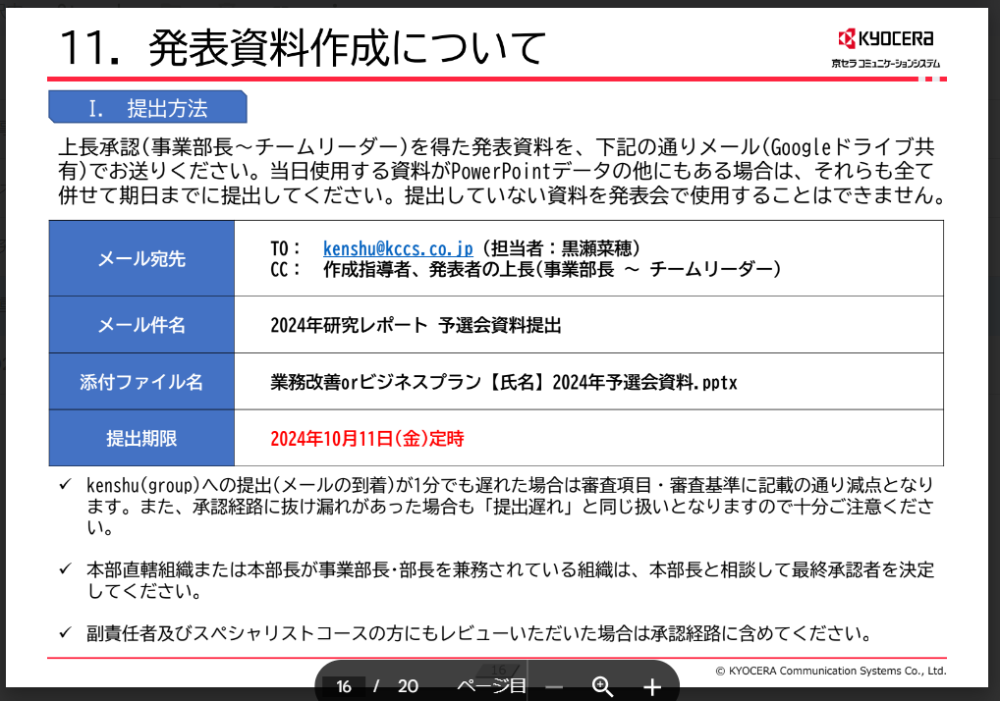 11. 発表資料作成について
KYOCERA
京セラ コミュニケーションシステム
Ⅰ. 提出方法
上長承認(事業部長～チームリーダー)を得た発表資料を、下記の通りメール(Googleドライブ共
有)でお送りください。当日使用する資料がPowerPointデータの他にもある場合は、それらも全て
併せて期日までに提出してください。提出していない資料を発表会で使用することはできません。
メール宛先
TO： kenshu@kccs.co.jp (担当者：黒瀬菜穂)
CC： 作成指導者、発表者の上長(事業部長 ～ チームリーダー)
メール件名
2024年研究レポート 予選会資料提出
添付ファイル名
業務改善orビジネスプラン【氏名】2024年予選会資料.pptx
提出期限
2024年10月11日(金)定時
✓ kenshu(group)への提出(メールの到着)が1分でも遅れた場合は審査項目・審査基準に記載の通り減点となり
ます。また、承認経路に抜け漏れがあった場合も「提出遅れ」と同じ扱いとなりますので十分ご注意くださ
い。
✓ 本部直轄組織または本部長が事業部長･部長を兼務されている組織は、本部長と相談して最終承認者を決定
してください。
✓ 副責任者及びスペシャリストコースの方にもレビューいただいた場合は承認経路に含めてください。
16 /
© KYOCERA Communication Systems Co., Ltd.
16 / 20 ページ目